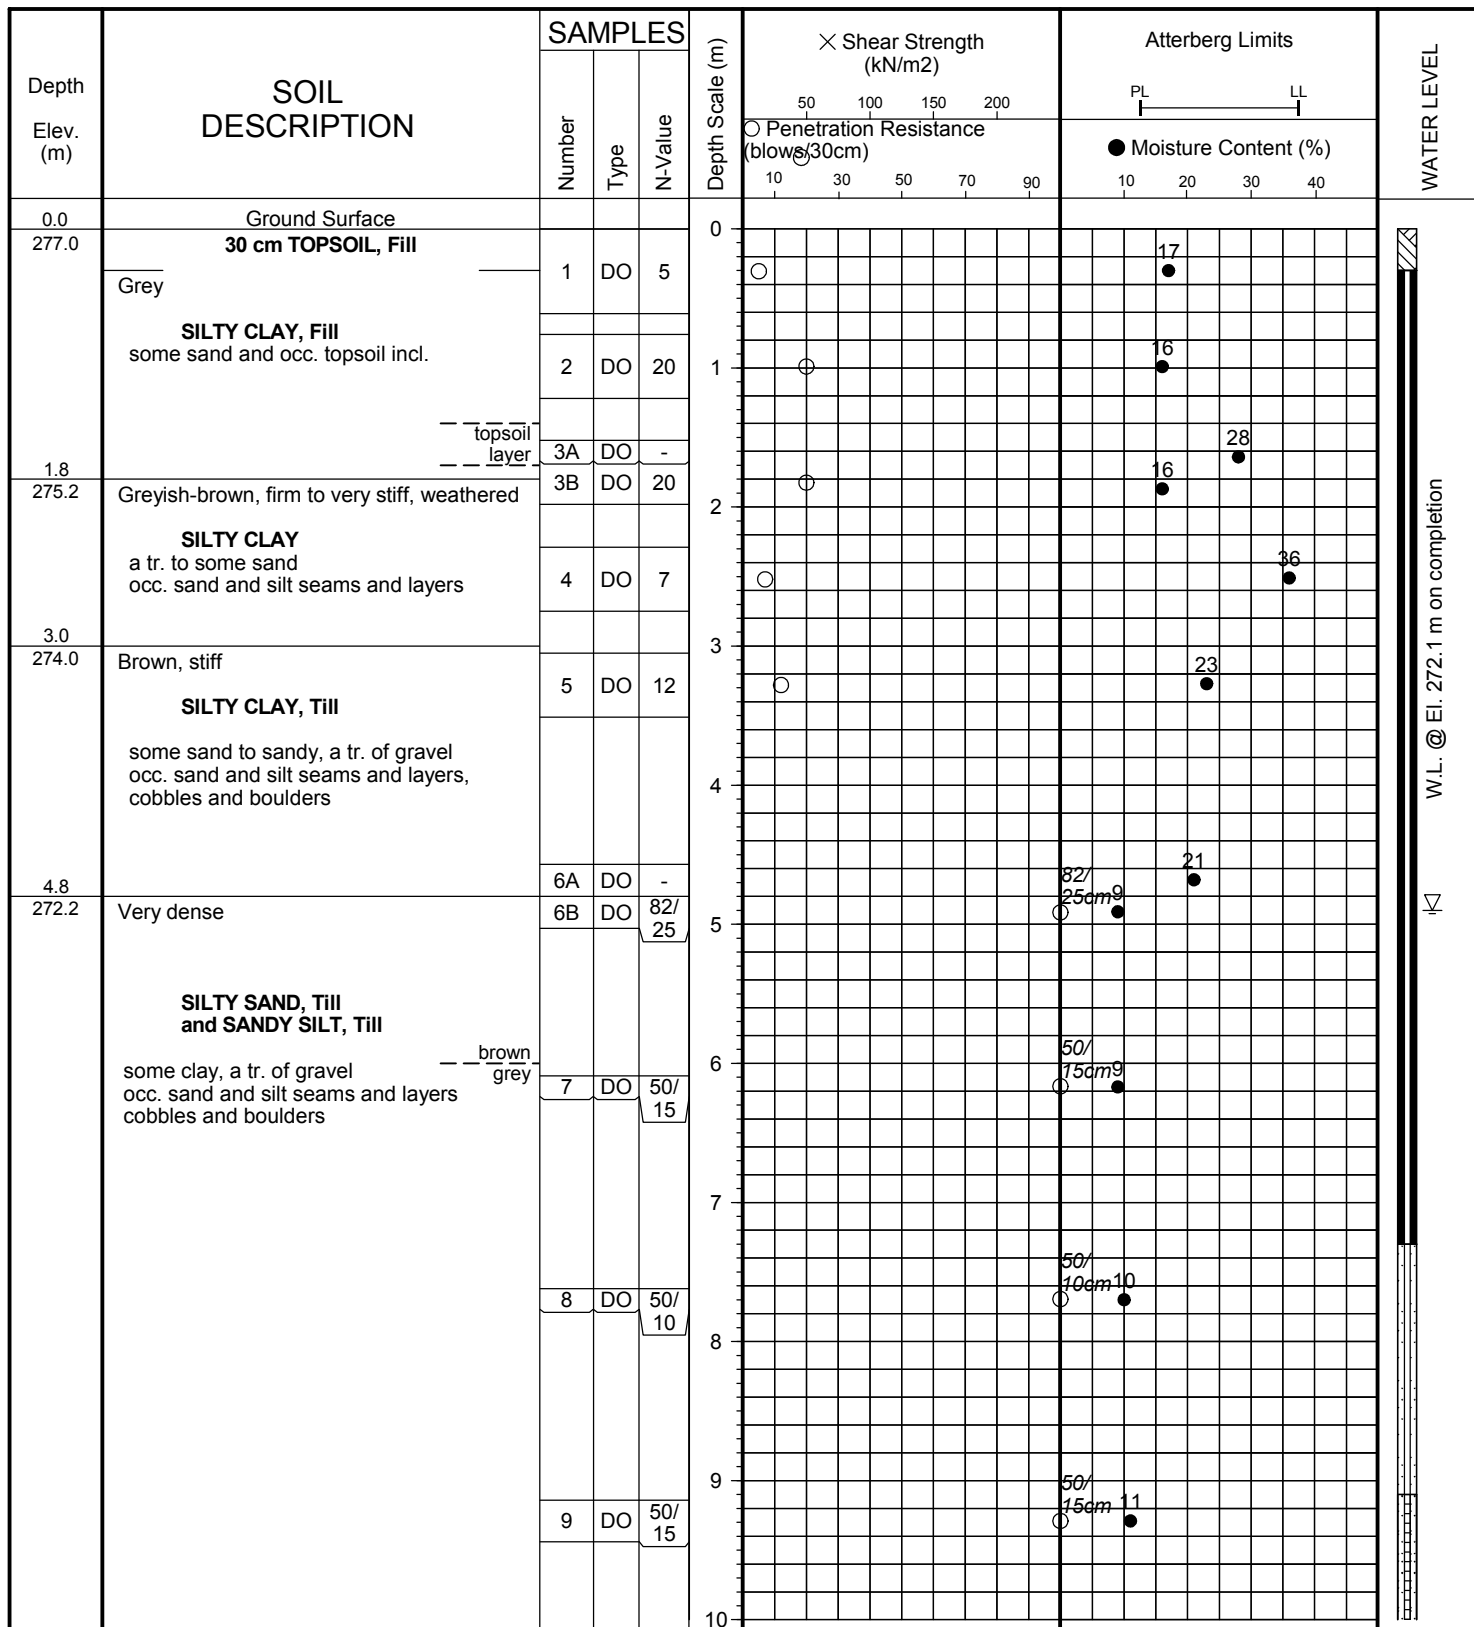 Depth
Elev.
(m)
SOIL
DESCRIPTION
SAMPLES
Number
Type
N-Value
Depth Scale (m)
× Shear Strength
(kN/m2)
50 100 150 200
Penetration Resistance
(blows/30cm)
10 30 50 70 90
Atterberg Limits
PL LL
Moisture Content (%)
10 20 30 40
WATER LEVEL
0.0 Ground Surface
277.0 30 cm TOPSOIL, Fill
0
17
1 DO 5
Grey
SILTY CLAY, Fill
some sand and occ. topsoil incl.
16
2 DO 20
1
topsoil
layer
28
3A DO -
1.8
16
3B DO 20
275.2 Greyish-brown, firm to very stiff, weathered
2
SILTY CLAY
a tr. to some sand
occ. sand and silt seams and layers
36
4 DO 7
3.0
3
274.0 Brown, stiff
23
5 DO 12
SILTY CLAY, Till
some sand to sandy, a tr. of gravel
occ. sand and silt seams and layers,
cobbles and boulders
4
W.L. @ El. 272.1 m on completion
21
6A DO -
4.8
82/
25cm 9
272.2 Very dense
6B DO 82/
25
5
SILTY SAND, Till
and SANDY SILT, Till
brown
grey
some clay, a tr. of gravel
occ. sand and silt seams and layers
cobbles and boulders
6
50/
15cm 9
7 DO 50/
15
7
50/
10cm 10
8 DO 50/
10
8
9
50/
15cm 11
9 DO 50/
15
10